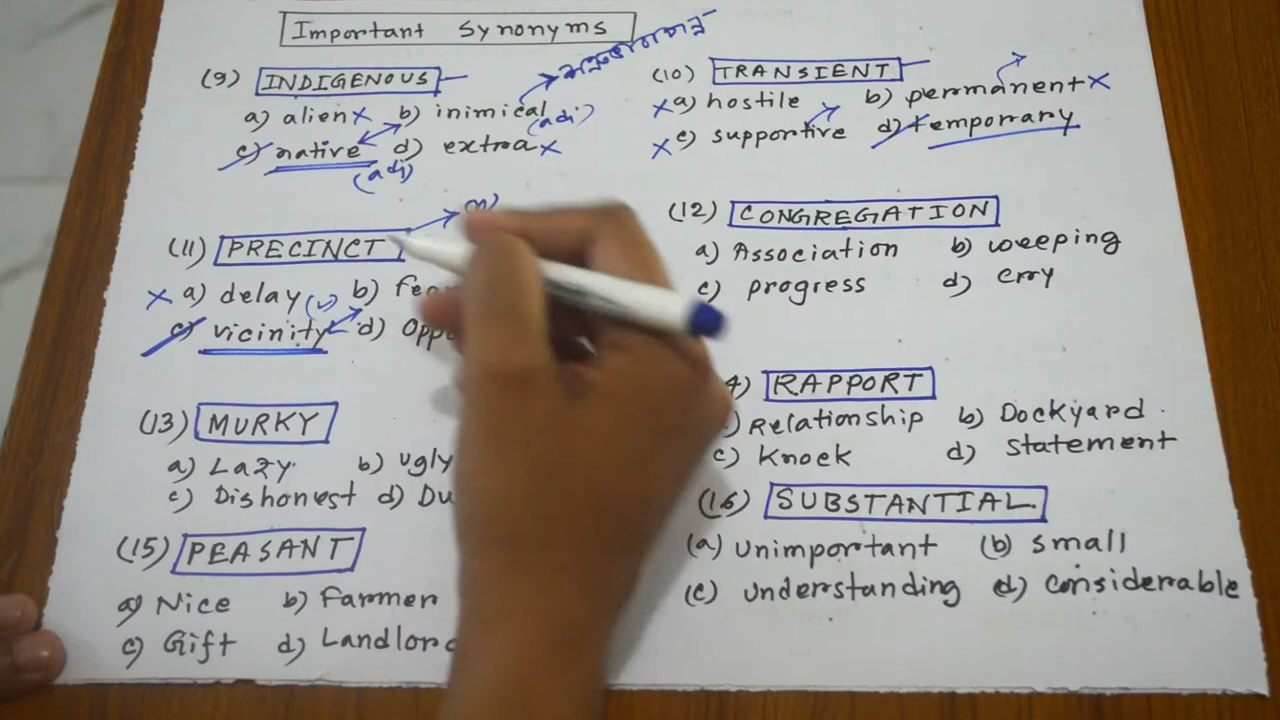 Important Synonyms
(9) INDIGENOUS
a) alien x b) inimical
(adj)
c) native d) extra x
(adj)
(10) TRANSIENT
x a) hostile b) permanent x
x c) supportive d) temporary
(11) PRECINCT
x a) delay (v) b)
c) vicinity d)
(12) CONGREGATION
a) Association b) weeping
c) progress d) cry
(13) MURKY
a) Lazy b) ugly
c) Dishonest d)
RAPPORT
Relationship b) Dockyard
c) Knock d) statement
(15) PEASANT
a) Nice b) farmer
c) Gift d)
(16) SUBSTANTIAL
(a) unimportant (b) small
(c) understanding d) considerable